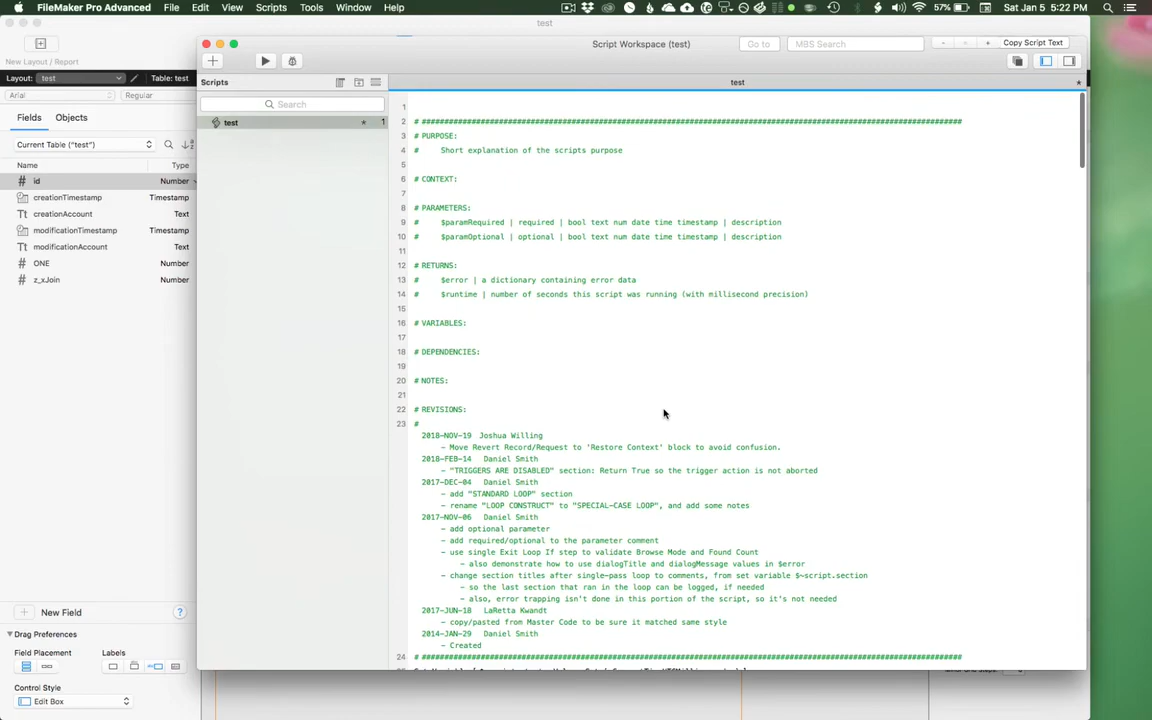 FileMaker Pro Advanced File Edit View Scripts Tools Window Help
57% Sat Jan 5 5:22 PM
test
New Layout / Report
Layout: test Table: test
Arial Regular
Fields Objects
Current Table ("test")
Name Type
id Number
creationTimestamp Timestamp
creationAccount Text
modificationTimestamp Timestamp
modificationAccount Text
ONE Number
z_xJoin Number
New Field
Drag Preferences
Field Placement Labels
Control Style
Edit Box
Script Workspace (test) Go to MBS Search Copy Script Text
Scripts
test
Search
test * 1
1
2 # ########################################################################################################################
3 # PURPOSE:
4 # Short explanation of the scripts purpose
5
6 # CONTEXT:
7
8 # PARAMETERS:
9 # $paramRequired | required | bool text num date time timestamp | description
10 # $paramOptional | optional | bool text num date time timestamp | description
11
12 # RETURNS:
13 # $error | a dictionary containing error data
14 # $runtime | number of seconds this script was running (with millisecond precision)
15
16 # VARIABLES:
17
18 # DEPENDENCIES:
19
20 # NOTES:
21
22 # REVISIONS:
23 #
2018-NOV-19 Joshua Willing
- Move Revert Record/Request to 'Restore Context' block to avoid confusion.
2018-FEB-14 Daniel Smith
- "TRIGGERS ARE DISABLED" section: Return True so the trigger action is not aborted
2017-DEC-04 Daniel Smith
- add "STANDARD LOOP" section
- rename "LOOP CONSTRUCT" to "SPECIAL-CASE LOOP", and add some notes
2017-NOV-06 Daniel Smith
- add optional parameter
- add required/optional to the parameter comment
- use single Exit Loop If step to validate Browse Mode and Found Count
- also demonstrate how to use dialogTitle and dialogMessage values in $error
- change section titles after single-pass loop to comments, from set variable $~script.section
- so the last section that ran in the loop can be logged, if needed
- also, error trapping isn't done in this portion of the script, so it's not needed
2017-JUN-18 LaRetta Kwandt
- copy/pasted from Master Code to be sure it matched same style
2014-JAN-29 Daniel Smith
- Created
24 # ########################################################################################################################